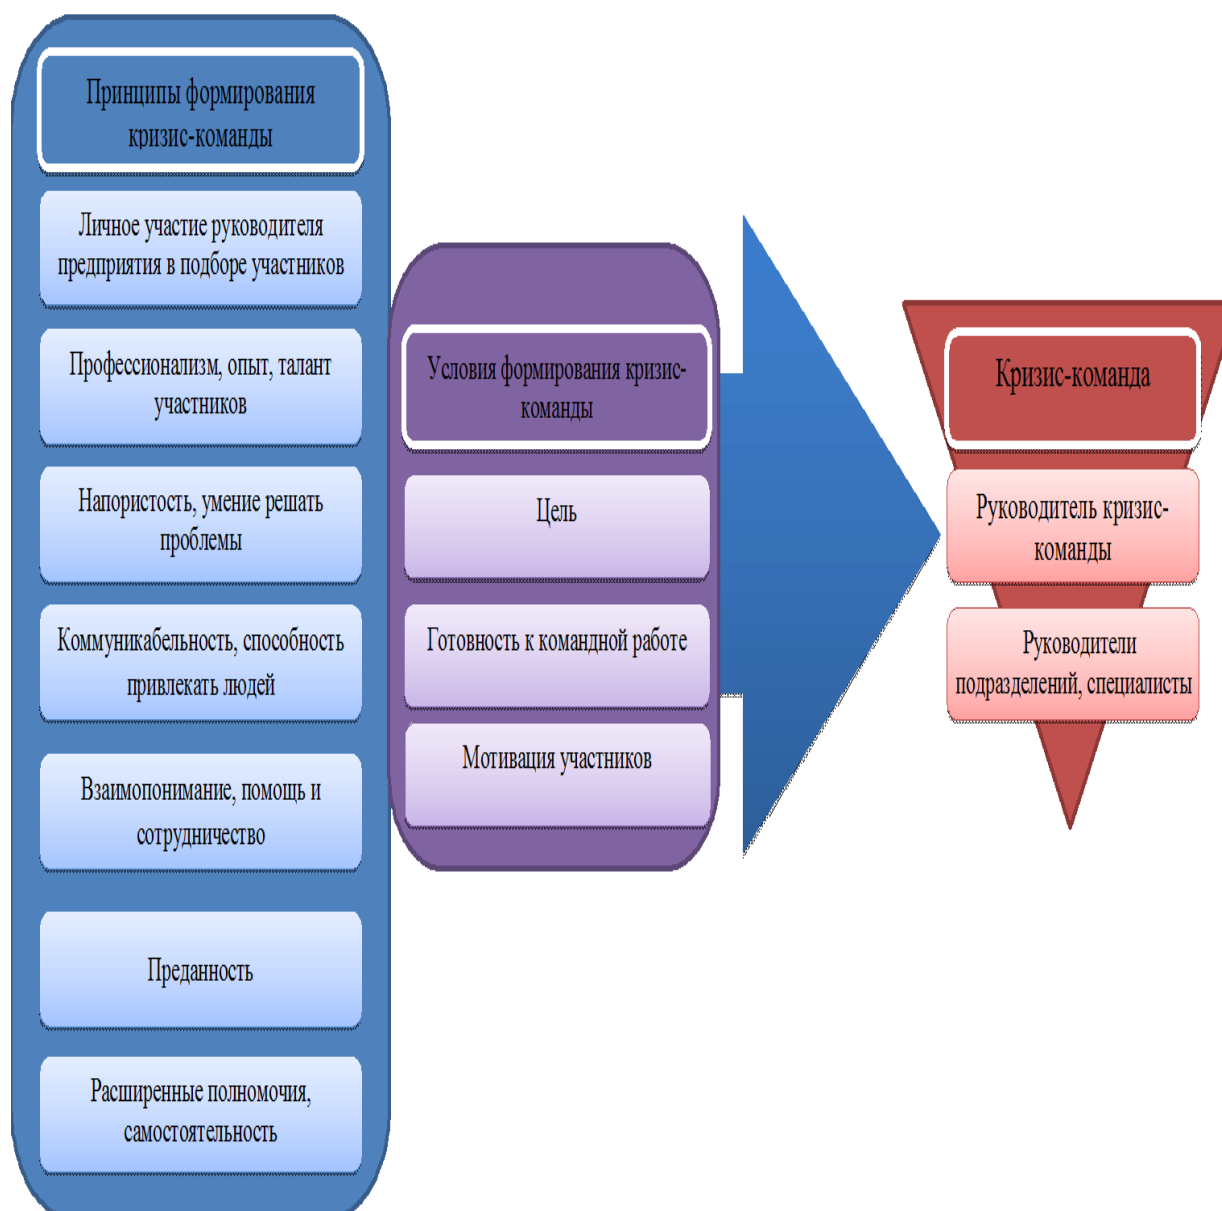 Принципы формирования
кризис-команды
Личное участие руководителя
предприятия в подборе участников
Профессионализм, опыт, талант
участников
Напористость, умение решать
проблемы
Коммуникабельность, способность
привлекать людей
Взаимопонимание, помощь и
сотрудничество
Преданность
Расширенные полномочия,
самостоятельность
Условия формирования кризис-
команды
Цель
Готовность к командной работе
Мотивация участников
Кризис-команда
Руководитель кризис-
команды
Руководители
подразделений, специалисты